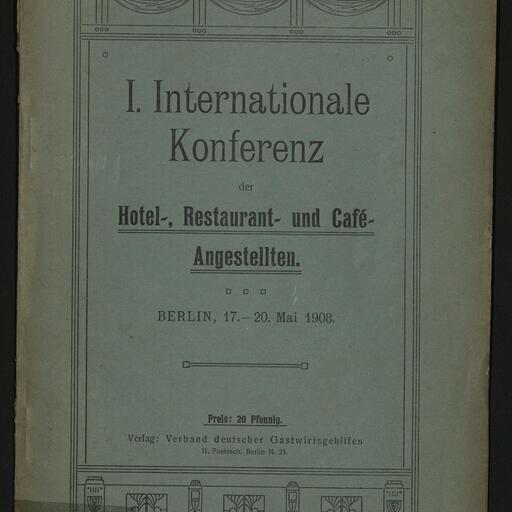 I. Internationale
Konferenz
der
Hotel-, Restaurant- und Café-
Angestellten.
BERLIN, 17.—20. Mai 1908.
Preis: 20 Pfennig.
Verlag: Verband deutscher Gastwirtsgehilfen
H. Poetzsch, Berlin N. 24.